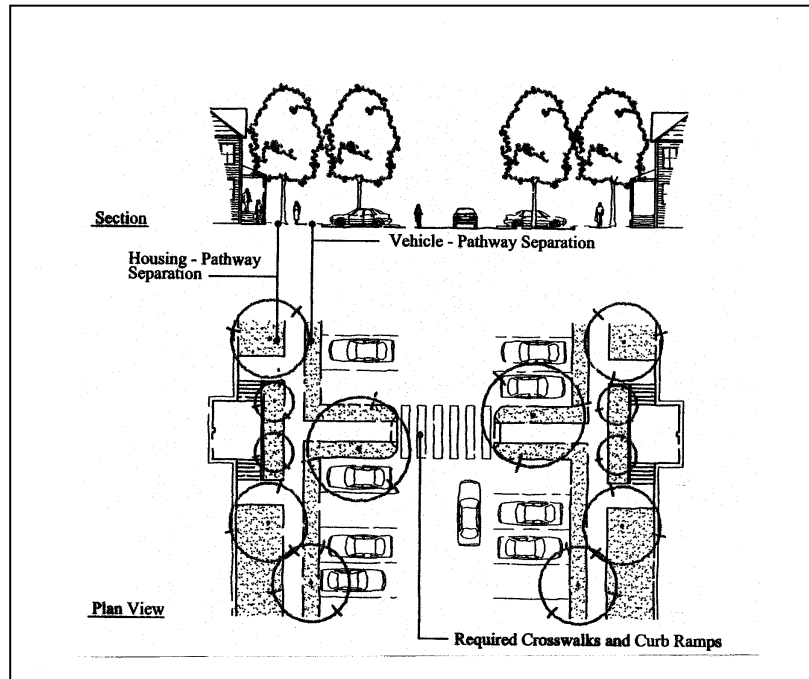 Section
Vehicle - Pathway Separation
Housing - Pathway
Separation
Plan View
Required Crosswalks and Curb Ramps